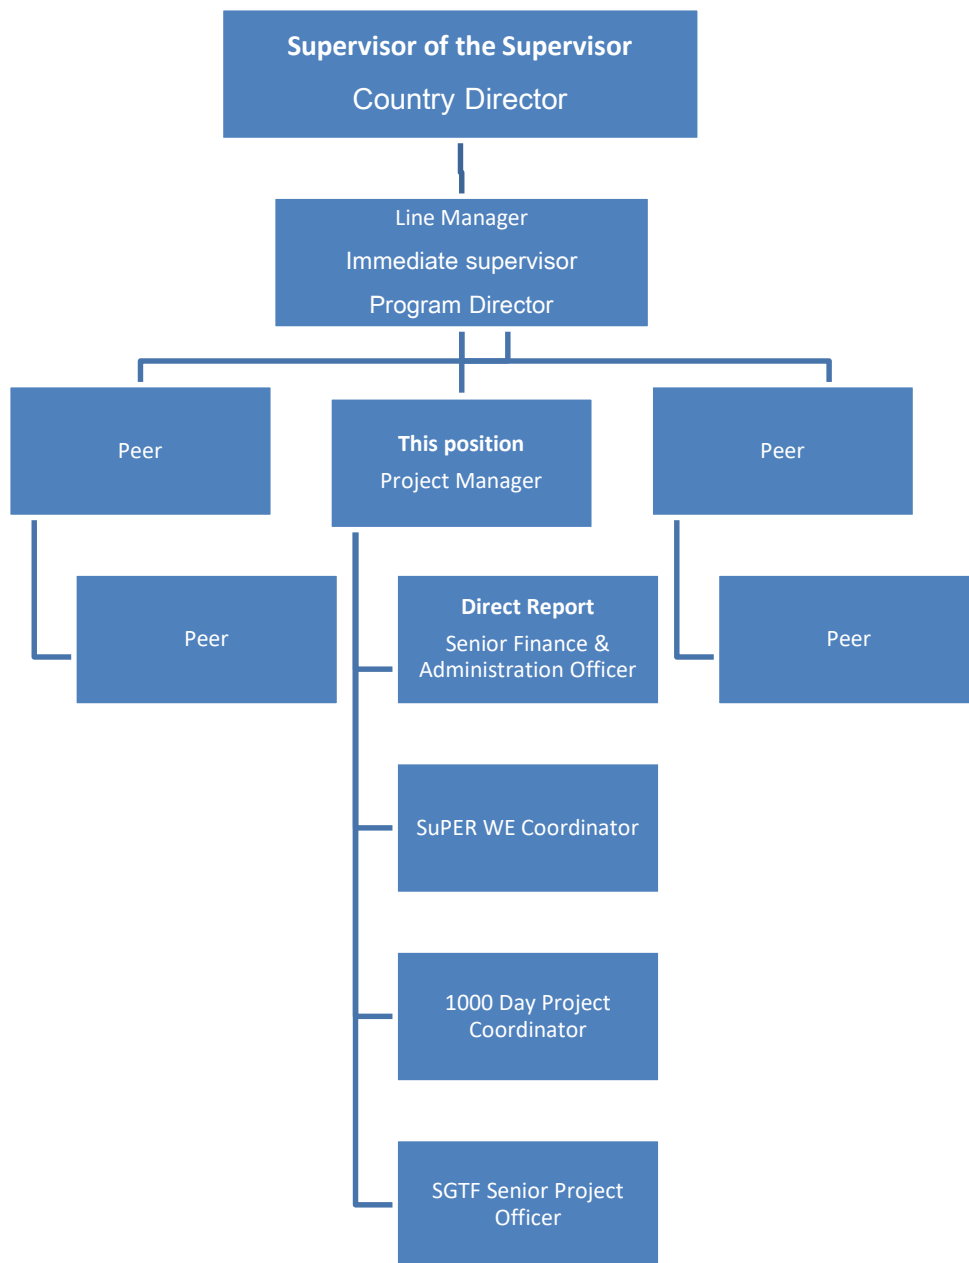 Supervisor of the Supervisor
Country Director
Line Manager
Immediate supervisor
Program Director
Peer
This position
Project Manager
Peer
Peer
Direct Report
Senior Finance &
Administration Officer
Peer
SuPER WE Coordinator
1000 Day Project
Coordinator
SGTF Senior Project
Officer